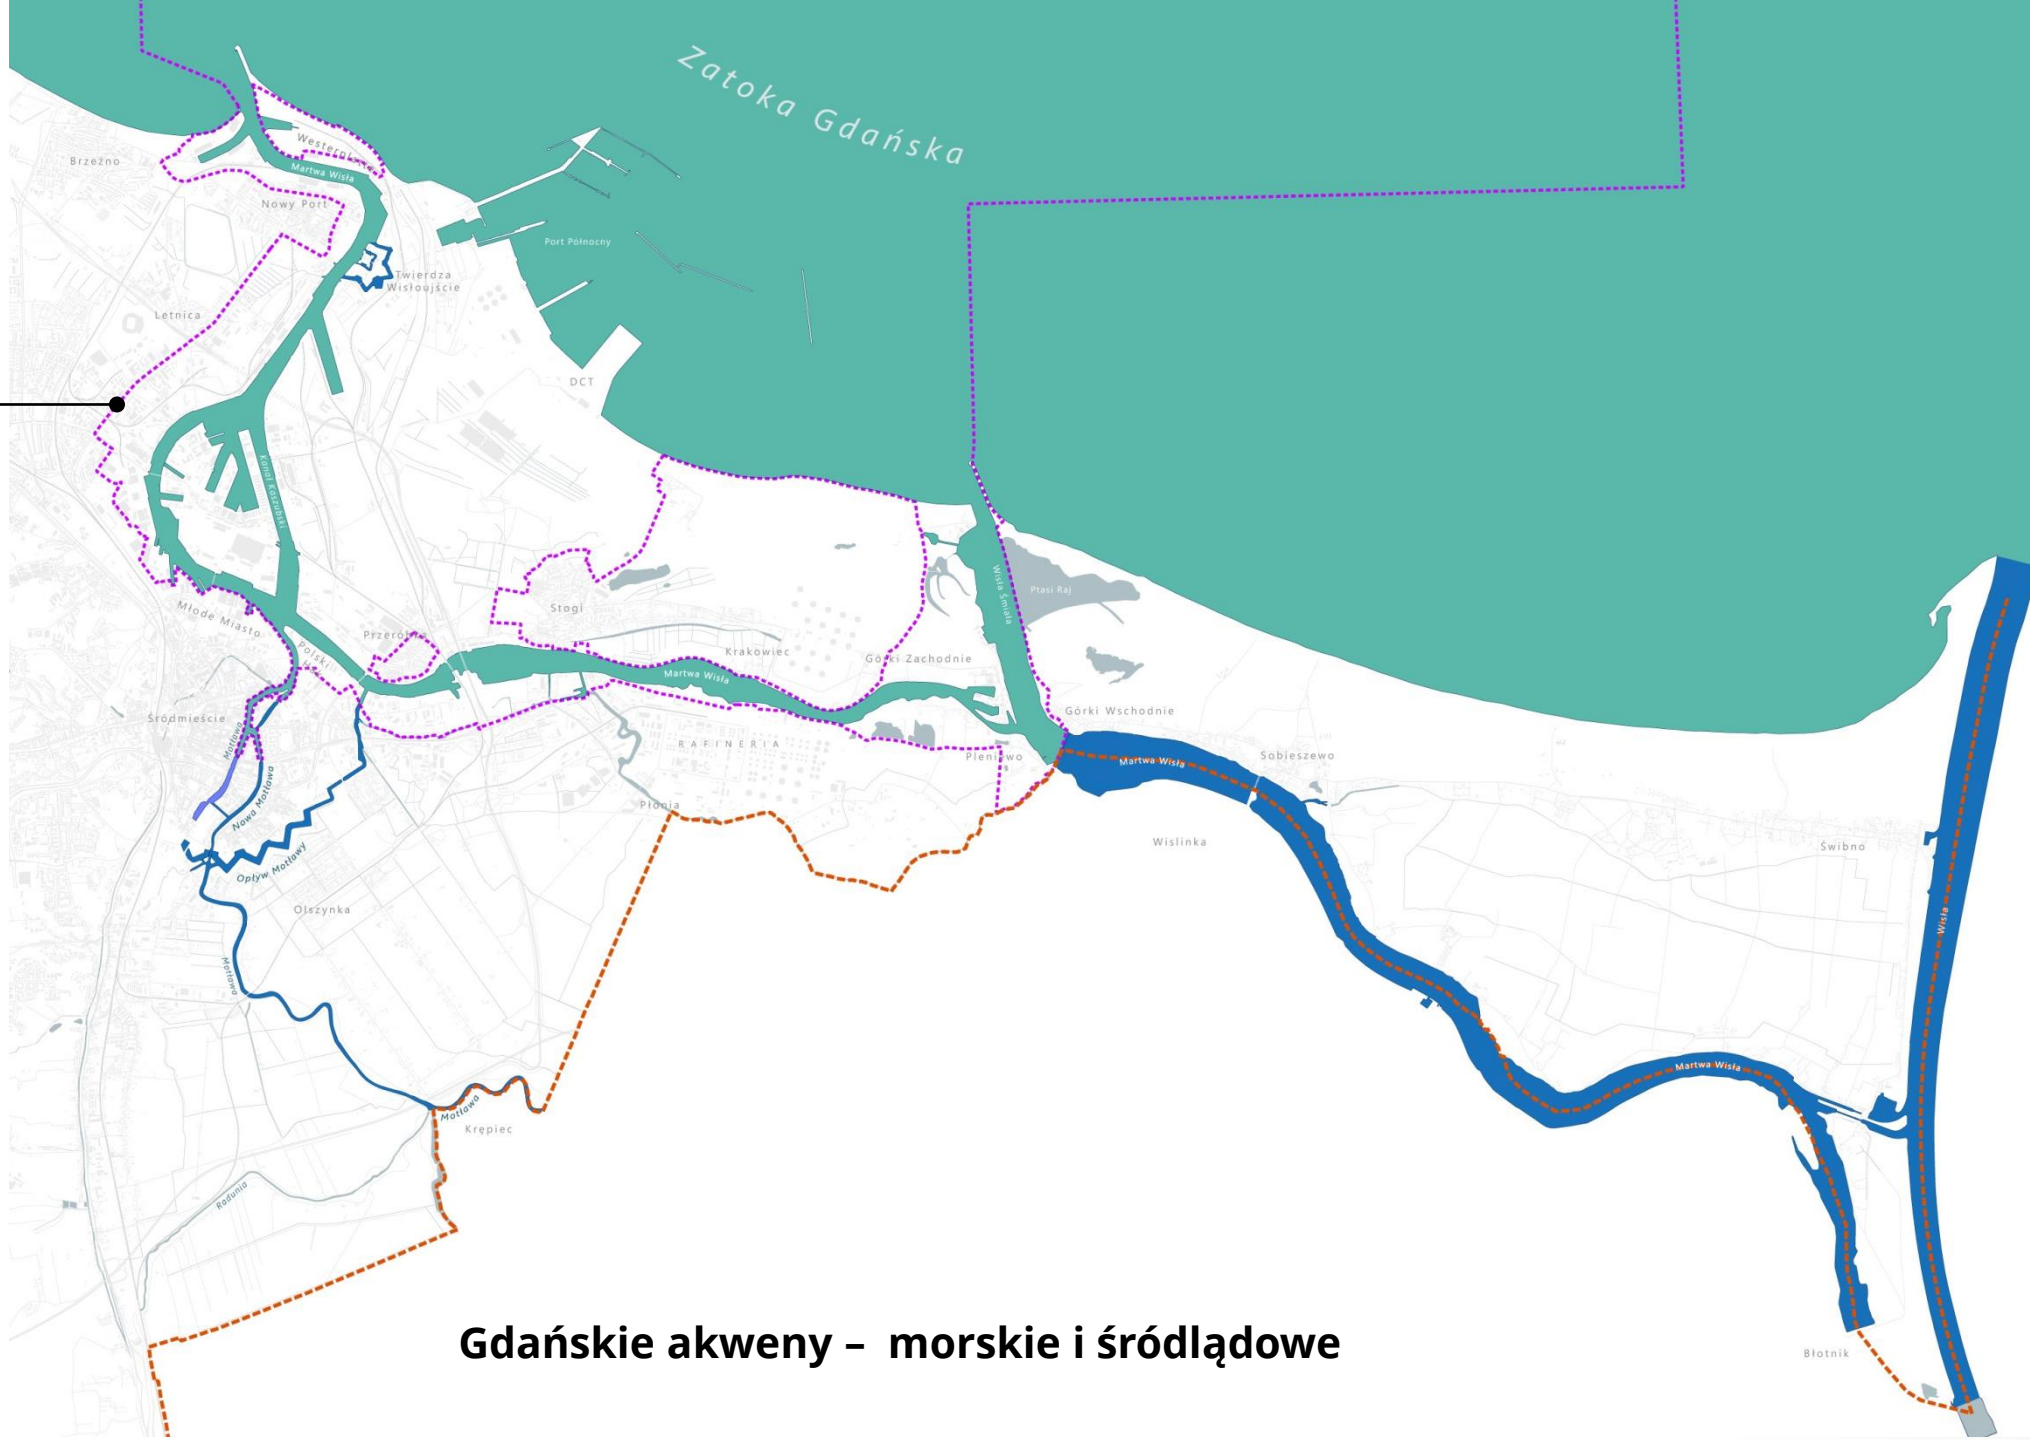 Zatoka Gdańska
Brzeźno
Westerplatte
Martwa Wisła
Nowy Port
Port Północny
Twierdza
Wisłoujście
Letnica
DCT
Kanał Kaszubski
Stogi
Wisła Śmiała
Ptasi Raj
Młode Miasto
Polski
Przeróbka
Krakowiec
Górki Zachodnie
Martwa Wisła
Śródmieście
Motława
Górki Wschodnie
RAFINERIA
Pleniewo
Martwa Wisła
Sobieszewo
Nowa Motława
Płonia
Wislinka
Świbno
Opływ Motławy
Olszynka
Wisła
Motława
Martwa Wisła
Motława
Krępiec
Radunia
Gdańskie akweny – morskie i śródlądowe
Błotnik